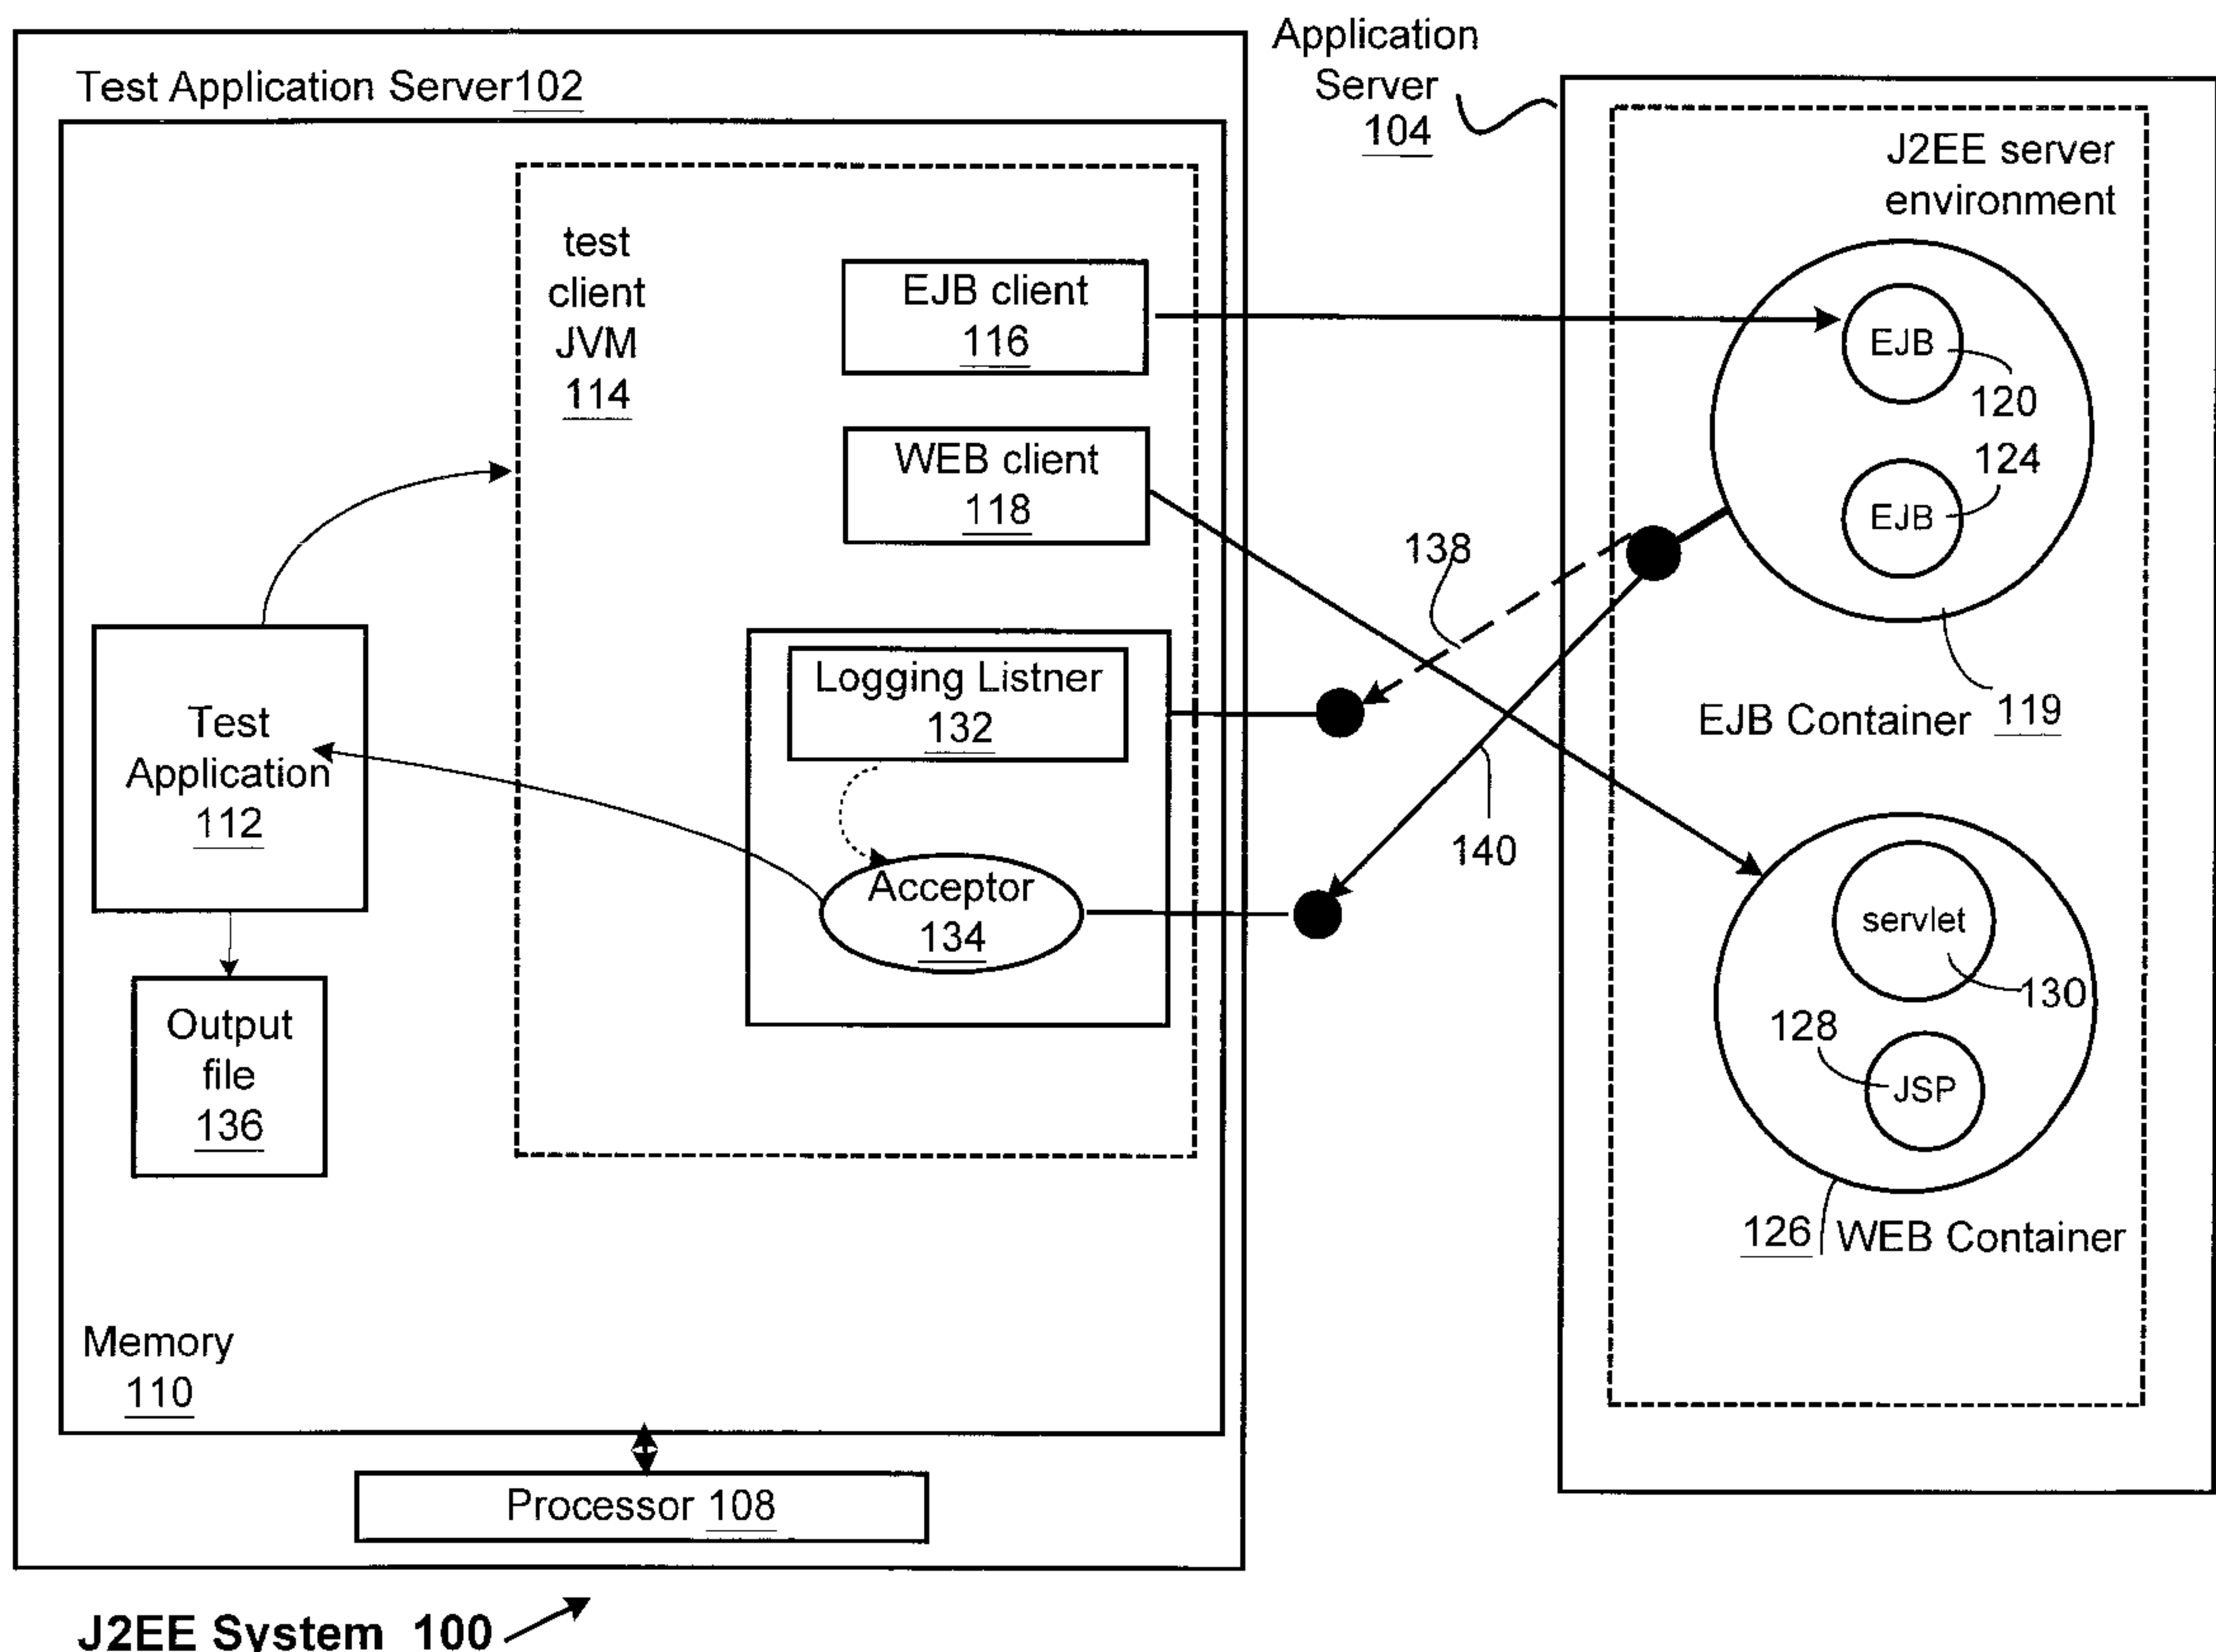 Test Application Server102
test
client
JVM
114
EJB client
116
WEB client
118
Logging Listner
132
Acceptor
134
Test
Application
112
Output
file
136
Memory
110
Processor 108
J2EE System 100
Application
Server
104
138
140
J2EE server
environment
EJB
120
124
EJB
EJB Container 119
servlet
130
128
JSP
126 WEB Container